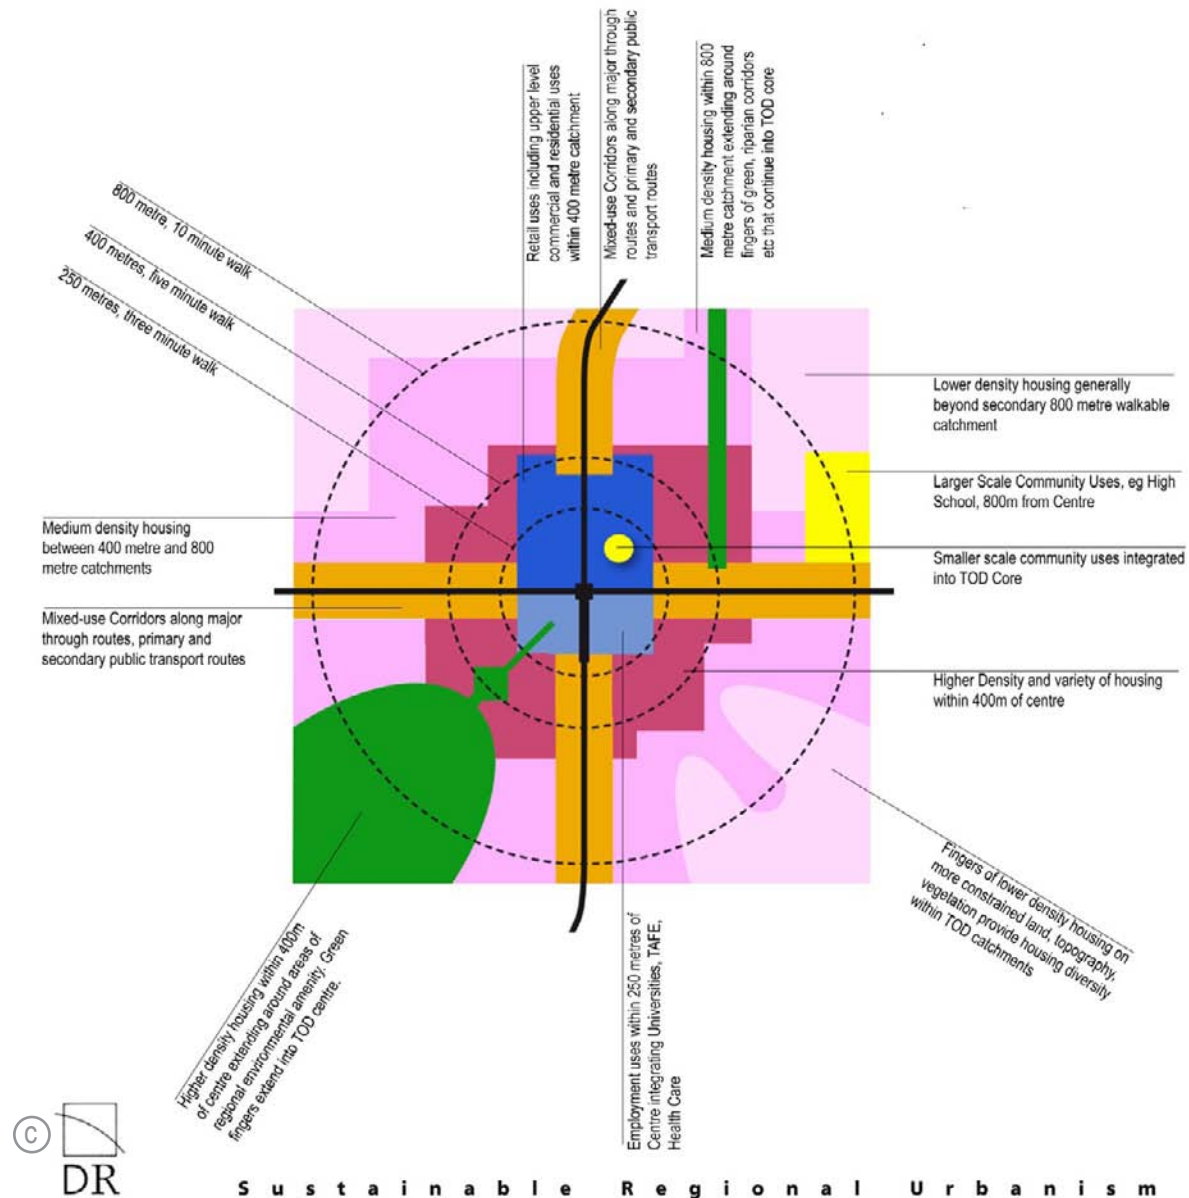 Retail uses including upper level
commercial and residential uses
within 400 metre catchment
Mixed-use Corridors along major through
routes and primary and secondary public
transport routes
Medium density housing within 800
metre catchment extending around
fingers of green, riparian corridors
etc that continue into TOD core
800 metre, 10 minute walk
400 metres, five minute walk
250 metres, three minute walk
Lower density housing generally
beyond secondary 800 metre walkable
catchment
Larger Scale Community Uses, eg High
School, 800m from Centre
Smaller scale community uses integrated
into TOD Core
Higher Density and variety of housing
within 400m of centre
Medium density housing
between 400 metre and 800
metre catchments
Mixed-use Corridors along major
through routes, primary and
secondary public transport routes
Fingers of lower density housing on
more constrained land, topography,
vegetation provide housing diversity
within TOD catchments
Higher density housing within 400m
of centre extending around areas of
regional environmental amenity. Green
fingers extend into TOD centre.
Employment uses within 250 metres of
Centre integrating Universities, TAFE,
Health Care
©
DR
Sustainable Regional Urbanism